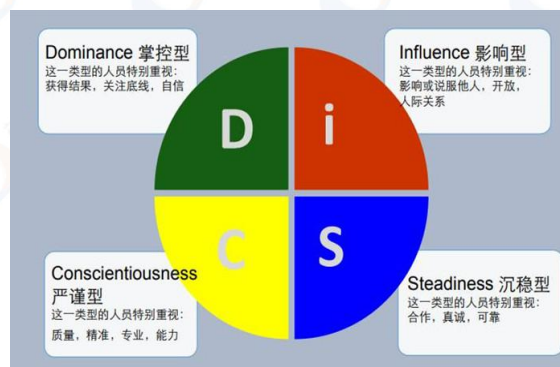 Dominance 掌控型
这一类型的人员特别重视：
获得结果，关注底线，自信
Influence 影响型
这一类型的人员特别重视：
影响或说服他人，开放，
人际关系
D
i
C
S
Conscientiousness
严谨型
这一类型的人员特别重视：
质量，精准，专业，能力
Steadiness 沉稳型
这一类型的人员特别重视：
合作，真诚，可靠